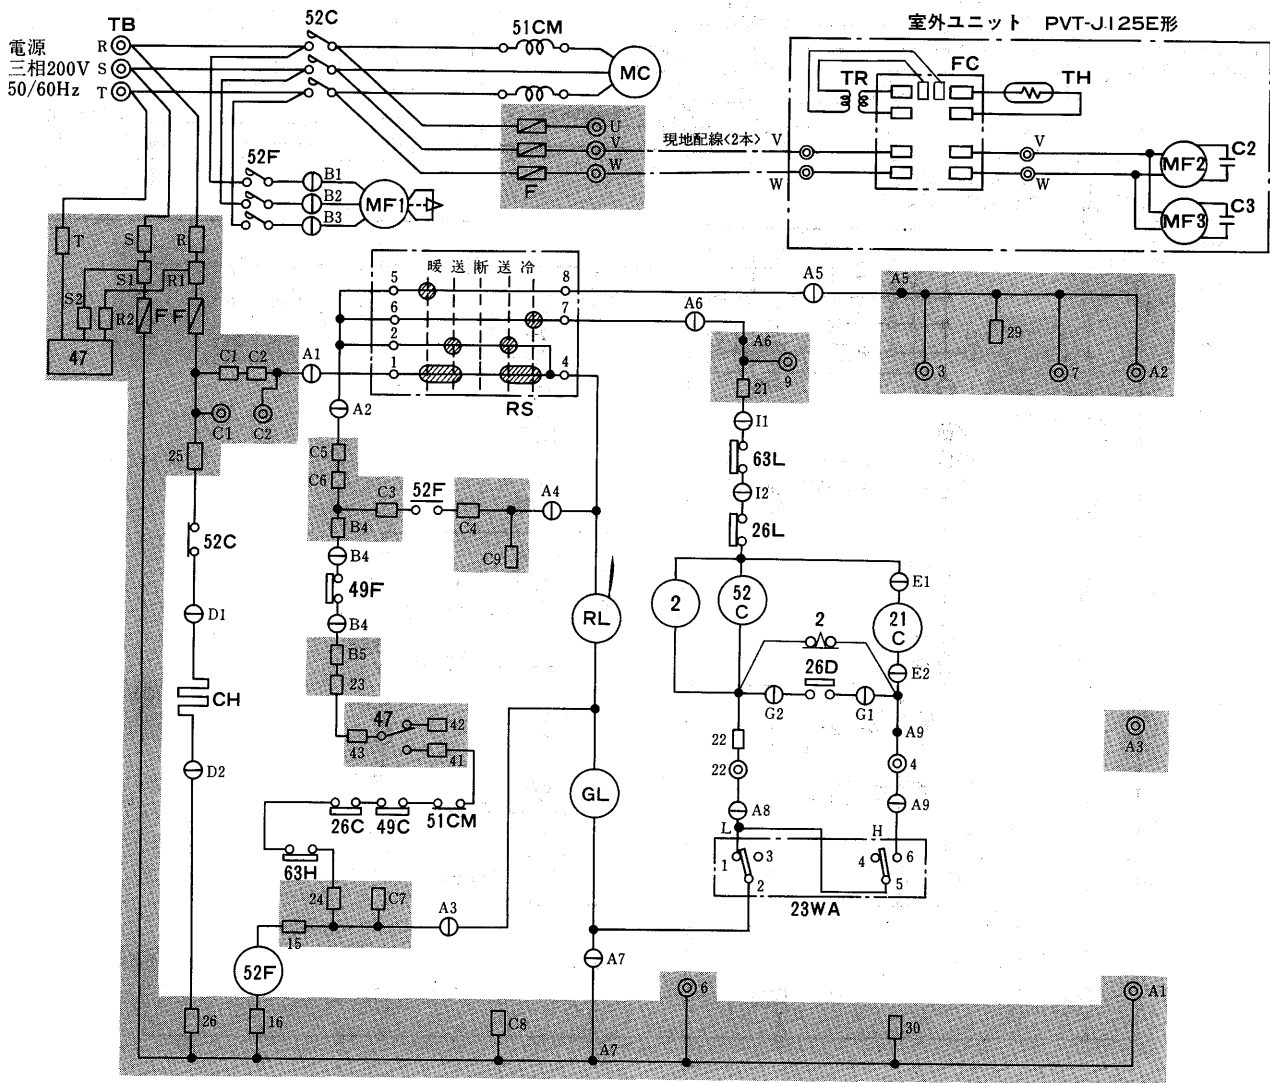 電源
三相200V
50/60Hz
TB
R
S
T
52C
51CM
MC
室外ユニット PVT-J125E形
TR
FC
TH
現地配線<2本>
V
W
V
W
MF2
C2
MF3
C3
U
V
W
F
52F
B1
B2
B3
MF1
T
S
R
S1
R1
S2
R2
F
F
47
C1
C2
A1
C1
C2
25
暖送断送冷
5
6
2
1
8
7
4
RS
A5
A5
A6
A6
29
3
7
A2
21
9
A2
I1
63L
I2
26L
C5
C6
C3
52F
C4
A4
C9
B4
B4
49F
B4
B5
23
52C
D1
CH
D2
47
42
43
41
26C
49C
51CM
63H
24
C7
A3
15
52F
RL
GL
2
52
C
21
C
E1
E2
2
26D
G2
G1
22
22
A9
4
A8
A9
A3
L
H
1
3
2
4
6
5
23WA
A7
26
16
C8
A7
6
30
A1